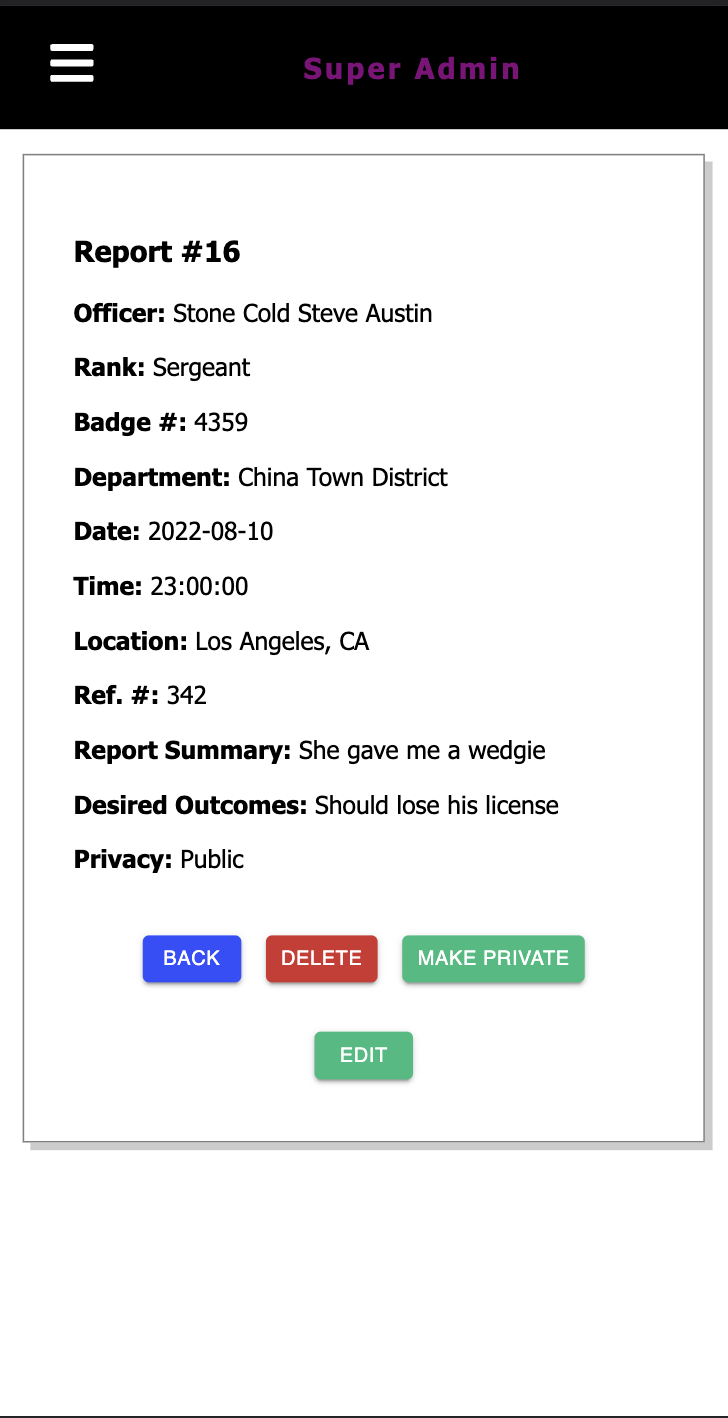 Super Admin
Report #16
Officer: Stone Cold Steve Austin
Rank: Sergeant
Badge #: 4359
Department: China Town District
Date: 2022-08-10
Time: 23:00:00
Location: Los Angeles, CA
Ref. #: 342
Report Summary: She gave me a wedgie
Desired Outcomes: Should lose his license
Privacy: Public
BACK DELETE MAKE PRIVATE
EDIT